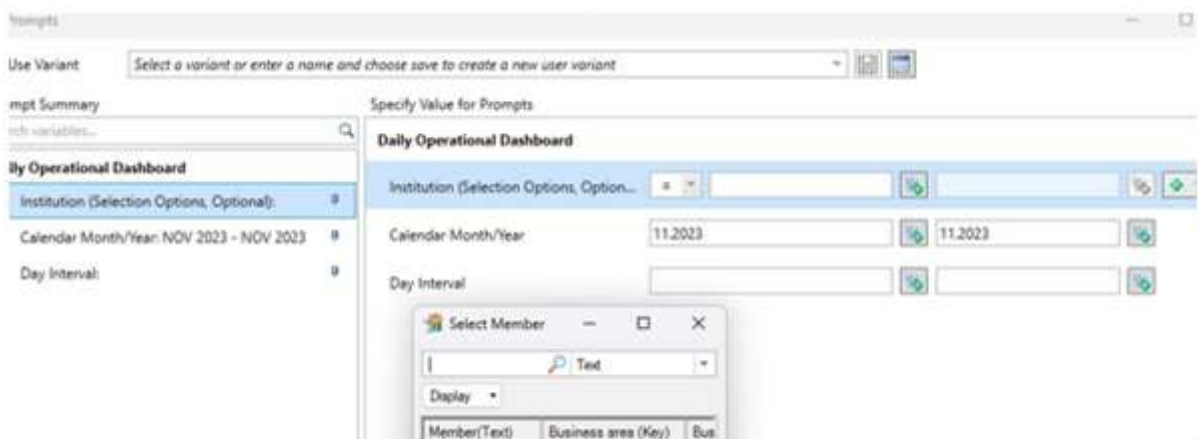 Prompts
Use Variant Select a variant or enter a name and choose save to create a new user variant
mpt Summary
rch variables...
ily Operational Dashboard
Institution (Selection Options, Optional):
Calendar Month/Year: NOV 2023 - NOV 2023
Day Interval:
Specify Value for Prompts
Daily Operational Dashboard
Institution (Selection Options, Option... =
Calendar Month/Year 11.2023 11.2023
Day Interval
Select Member
Text
Display
Member(Text) Business area (Key) Bus